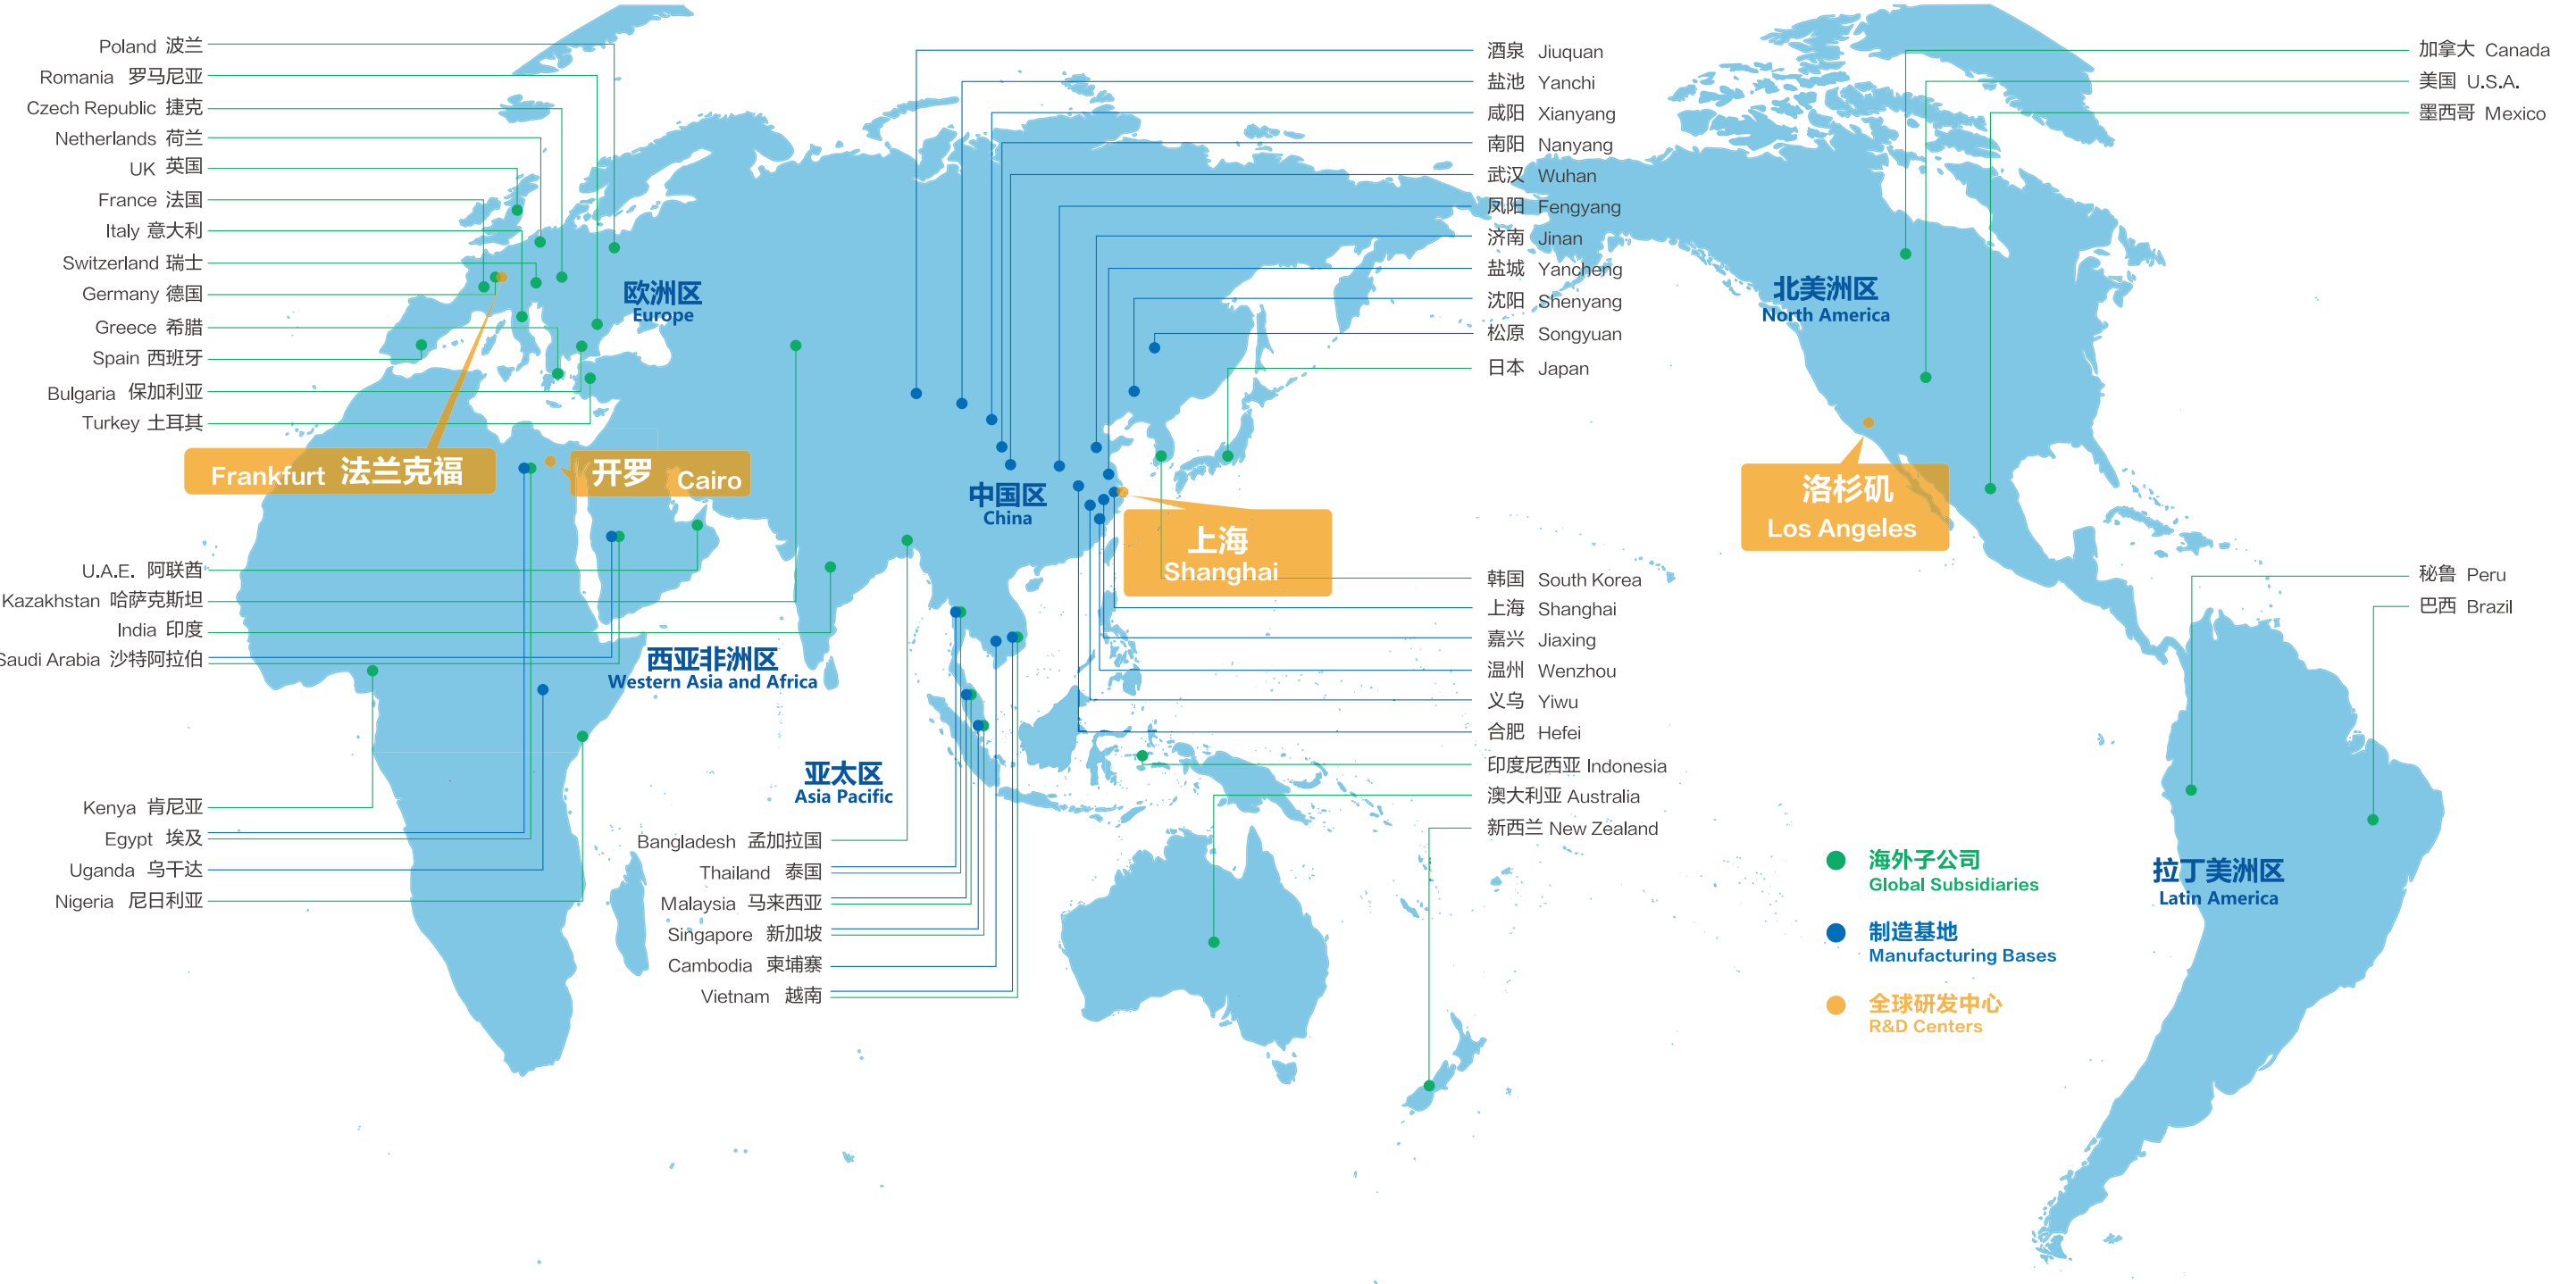 Poland 波兰
Romania 罗马尼亚
Czech Republic 捷克
Netherlands 荷兰
UK 英国
France 法国
Italy 意大利
Switzerland 瑞士
Germany 德国
Greece 希腊
Spain 西班牙
Bulgaria 保加利亚
Turkey 土耳其
Frankfurt 法兰克福
开罗 Cairo
U.A.E. 阿联酋
Kazakhstan 哈萨克斯坦
India 印度
Saudi Arabia 沙特阿拉伯
Kenya 肯尼亚
Egypt 埃及
Uganda 乌干达
Nigeria 尼日利亚
欧洲区
Europe
西亚非洲区
Western Asia and Africa
亚太区
Asia Pacific
Bangladesh 孟加拉国
Thailand 泰国
Malaysia 马来西亚
Singapore 新加坡
Cambodia 柬埔寨
Vietnam 越南
中国区
China
上海
Shanghai
酒泉 Jiuquan
盐池 Yanchi
咸阳 Xianyang
南阳 Nanyang
武汉 Wuhan
凤阳 Fengyang
济南 Jinan
盐城 Yancheng
沈阳 Shenyang
松原 Songyuan
日本 Japan
韩国 South Korea
上海 Shanghai
嘉兴 Jiaxing
温州 Wenzhou
义乌 Yiwu
合肥 Hefei
印度尼西亚 Indonesia
澳大利亚 Australia
新西兰 New Zealand
北美洲区
North America
洛杉矶
Los Angeles
加拿大 Canada
美国 U.S.A.
墨西哥 Mexico
秘鲁 Peru
巴西 Brazil
拉丁美洲区
Latin America
海外子公司
Global Subsidiaries
制造基地
Manufacturing Bases
全球研发中心
R&D Centers